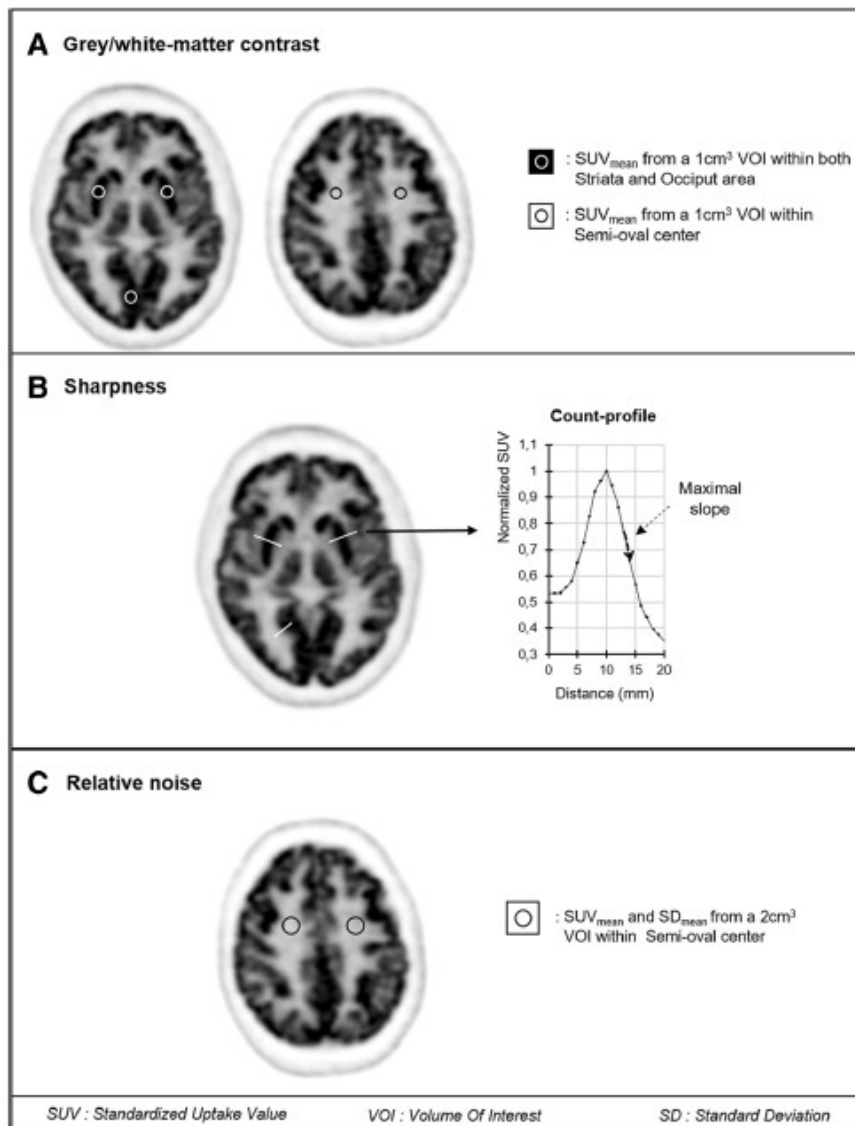 A Grey/white-matter contrast
: SUVmean from a 1cm³ VOI within both
Striata and Occiput area
: SUVmean from a 1cm³ VOI within
Semi-oval center
B Sharpness
Count-profile
Normalized SUV
1,1
1
0,9
0,8
0,7
0,6
0,5
0,4
0,3
Maximal
slope
0 5 10 15 20
Distance (mm)
C Relative noise
: SUVmean and SDmean from a 2cm³
VOI within Semi-oval center
SUV : Standardized Uptake Value VOI : Volume Of Interest SD : Standard Deviation